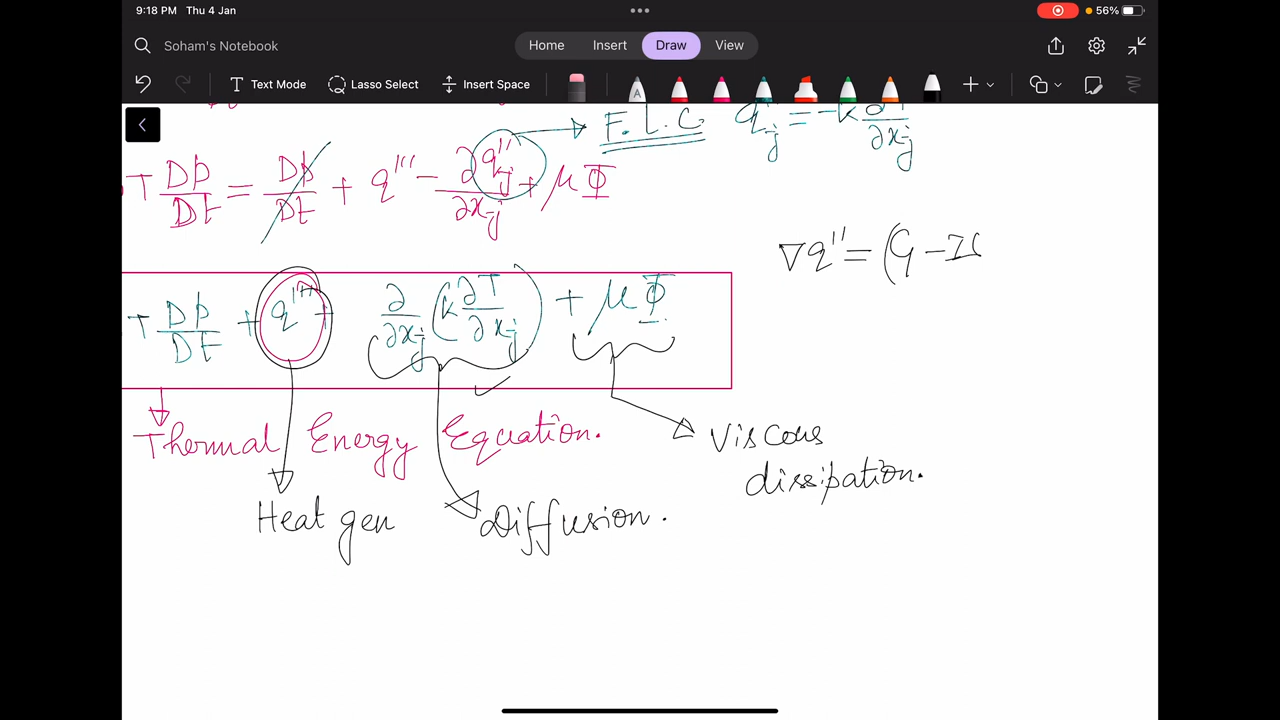 9:18 PM Thu 4 Jan
56%
Soham's Notebook
Home Insert Draw View
Text Mode Lasso Select Insert Space
F.L.C. q''j = -k ∂T/∂xj
T Dp/Dt = Dp/Dt + q''' - ∂q''j/∂xj + μΦ
∇q'' = (G - I
T Dp/Dt + q''' + ∂/∂xj (k ∂T/∂xj) + μΦ
Thermal Energy Equation.
Viscous
dissipation.
Heat gen
Diffusion.